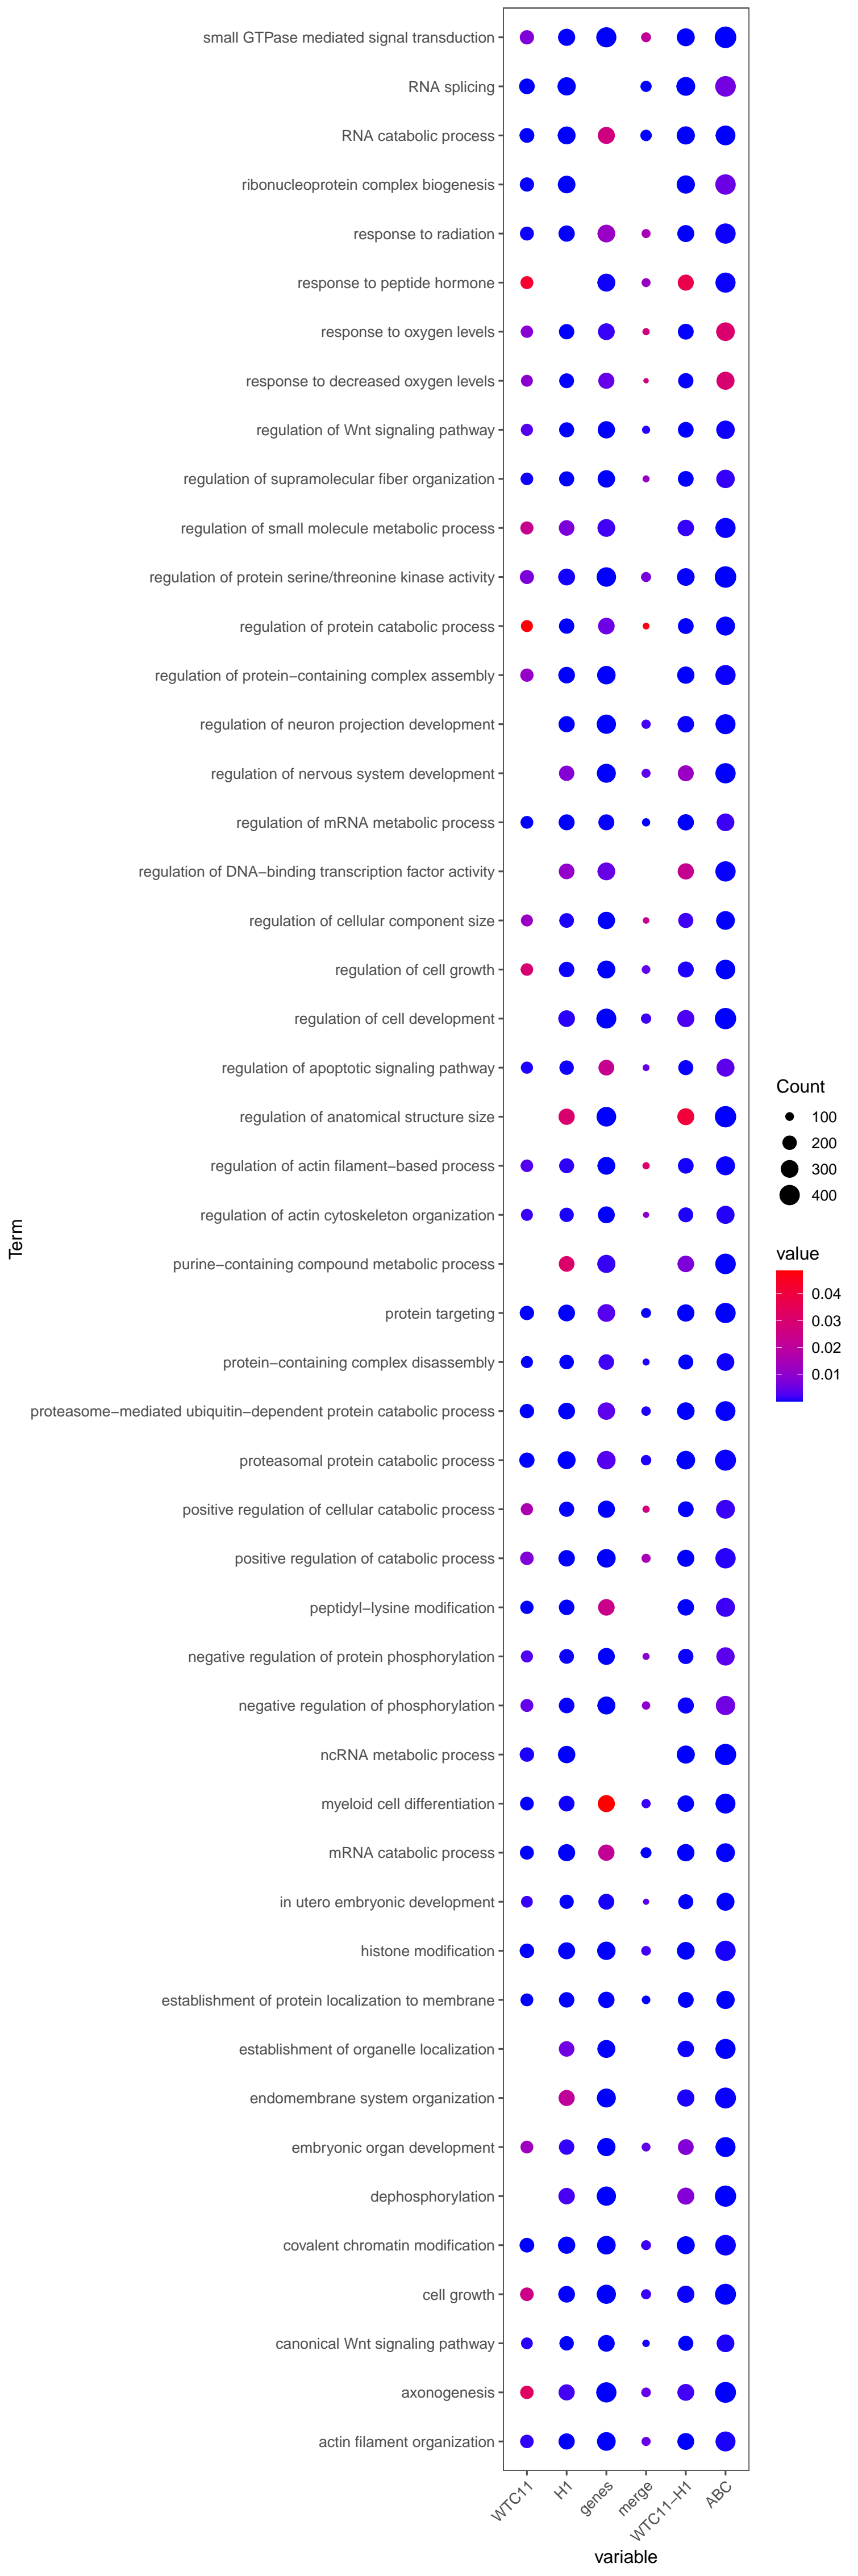 small GTPase mediated signal transduction
RNA splicing
RNA catabolic process
ribonucleoprotein complex biogenesis
response to radiation
response to peptide hormone
response to oxygen levels
response to decreased oxygen levels
regulation of Wnt signaling pathway
regulation of supramolecular fiber organization
regulation of small molecule metabolic process
regulation of protein serine/threonine kinase activity
regulation of protein catabolic process
regulation of protein−containing complex assembly
regulation of neuron projection development
regulation of nervous system development
regulation of mRNA metabolic process
regulation of DNA−binding transcription factor activity
regulation of cellular component size
regulation of cell growth
regulation of cell development
regulation of apoptotic signaling pathway
regulation of anatomical structure size
regulation of actin filament−based process
regulation of actin cytoskeleton organization
purine−containing compound metabolic process
protein targeting
protein−containing complex disassembly
proteasome−mediated ubiquitin−dependent protein catabolic process
proteasomal protein catabolic process
positive regulation of cellular catabolic process
positive regulation of catabolic process
peptidyl−lysine modification
negative regulation of protein phosphorylation
negative regulation of phosphorylation
ncRNA metabolic process
myeloid cell differentiation
mRNA catabolic process
in utero embryonic development
histone modification
establishment of protein localization to membrane
establishment of organelle localization
endomembrane system organization
embryonic organ development
dephosphorylation
covalent chromatin modification
cell growth
canonical Wnt signaling pathway
axonogenesis
actin filament organization
Term
WTC11
H1
genes
merge
WTC11−H1
ABC
variable
Count
100
200
300
400
value
0.04
0.03
0.02
0.01